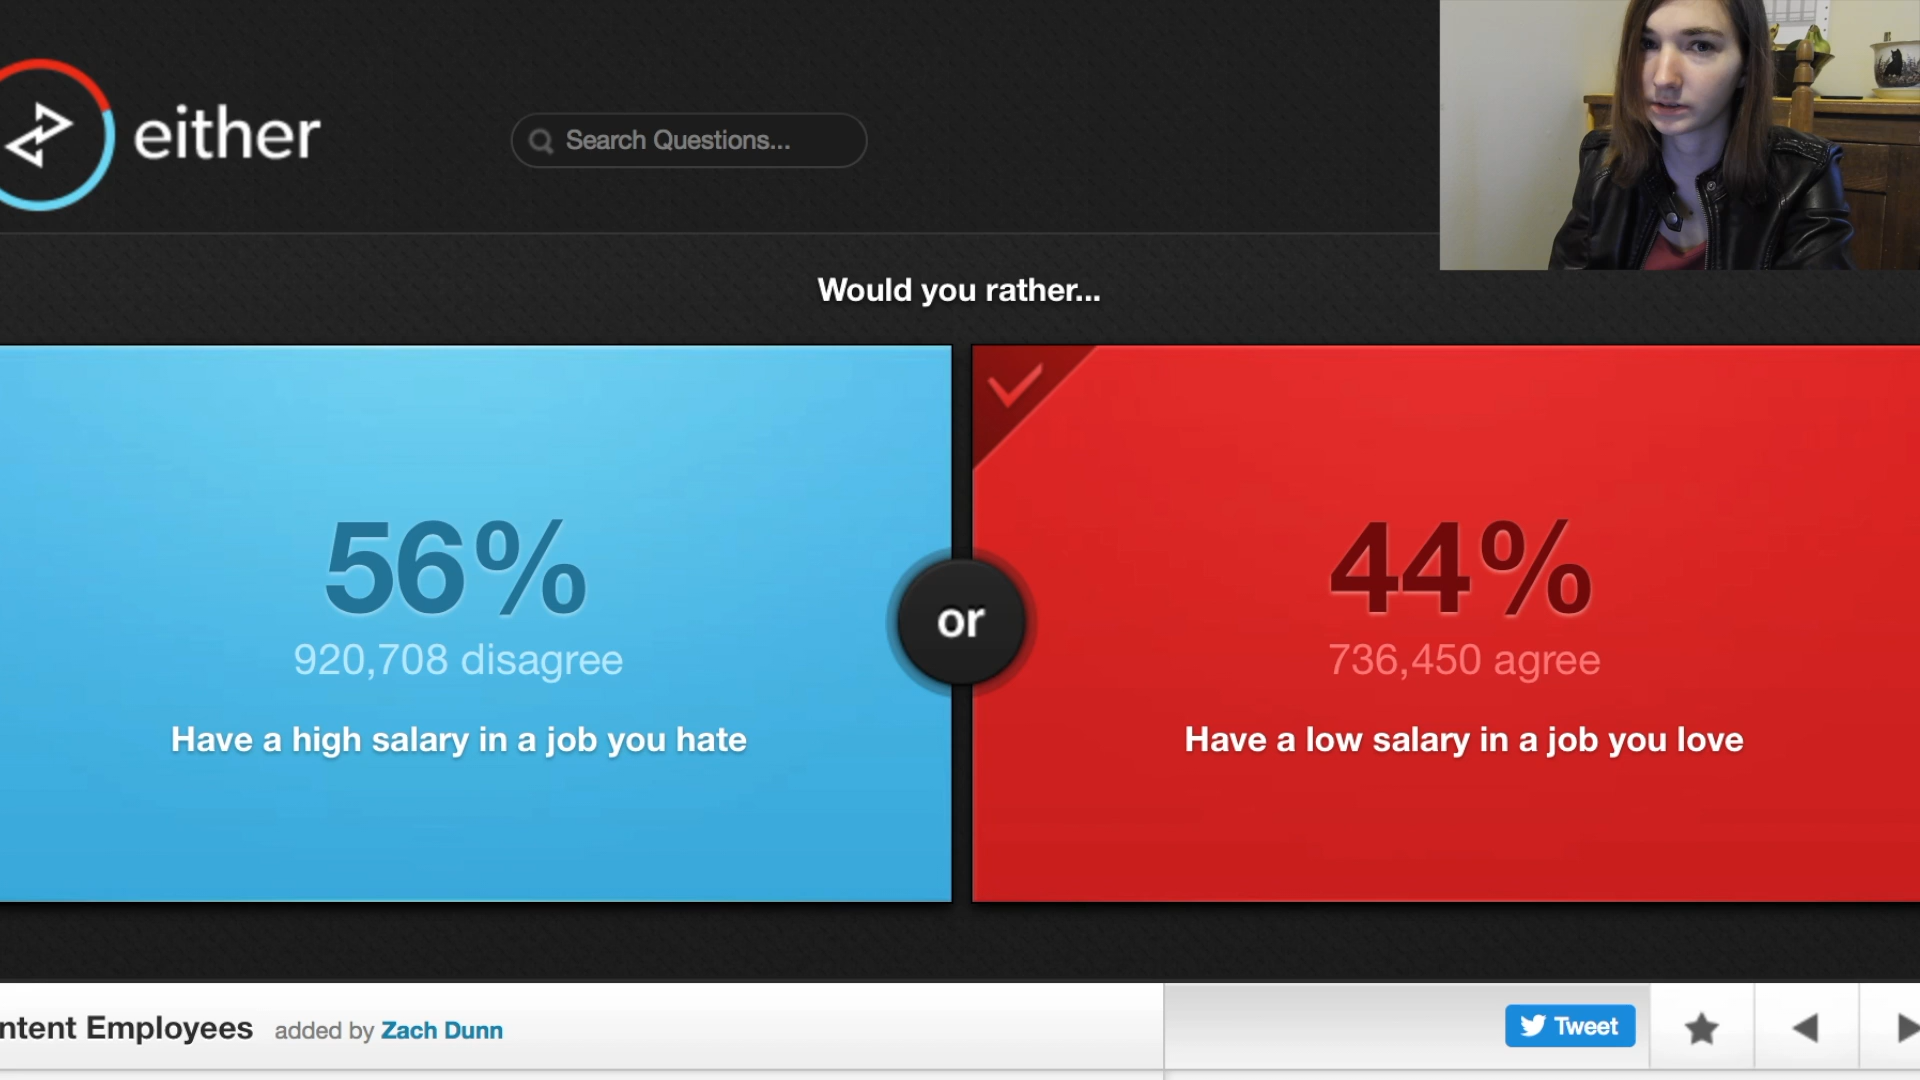 either
Search Questions...
Would you rather...
56%
920,708 disagree
Have a high salary in a job you hate
or
44%
736,450 agree
Have a low salary in a job you love
ntent Employees added by Zach Dunn
Tweet